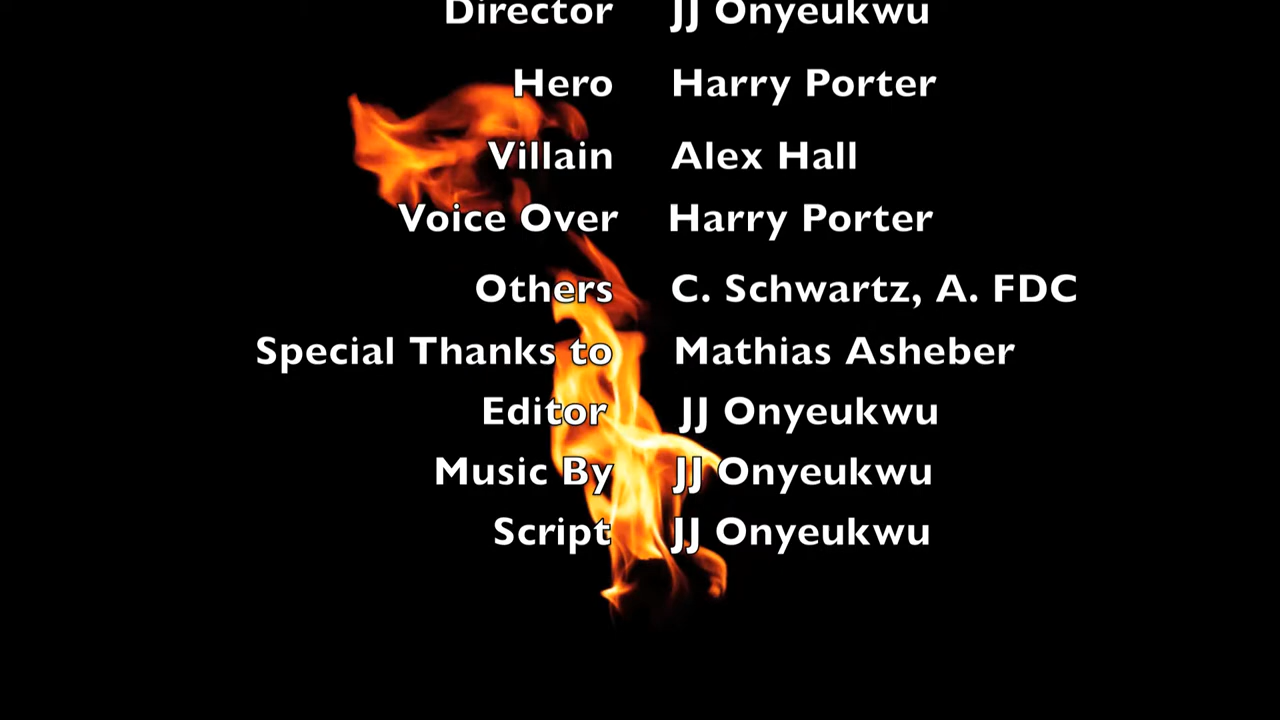 Director JJ Onyeukwu
Hero Harry Porter
Villain Alex Hall
Voice Over Harry Porter
Others C. Schwartz, A. FDC
Special Thanks to Mathias Asheber
Editor JJ Onyeukwu
Music By JJ Onyeukwu
Script JJ Onyeukwu